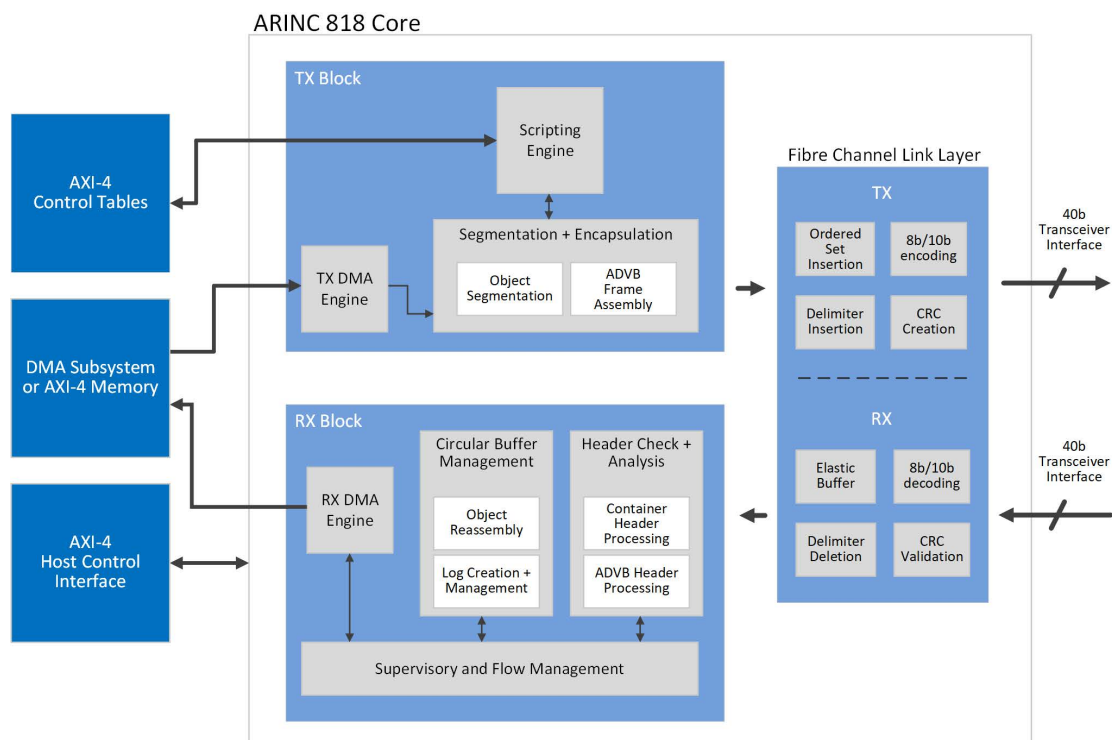 ARINC 818 Core
TX Block
Scripting
Engine
AXI-4
Control Tables
Segmentation + Encapsulation
TX DMA
Engine
Object
Segmentation
ADVB
Frame
Assembly
DMA Subsystem
or AXI-4 Memory
RX Block
Circular Buffer
Management
Header Check +
Analysis
RX DMA
Engine
Object
Reassembly
Container
Header
Processing
Log Creation +
Management
ADVB Header
Processing
AXI-4
Host Control
Interface
Supervisory and Flow Management
Fibre Channel Link Layer
TX
Ordered
Set
Insertion
8b/10b
encoding
Delimiter
Insertion
CRC
Creation
RX
Elastic
Buffer
8b/10b
decoding
Delimiter
Deletion
CRC
Validation
40b
Transceiver
Interface
40b
Transceiver
Interface